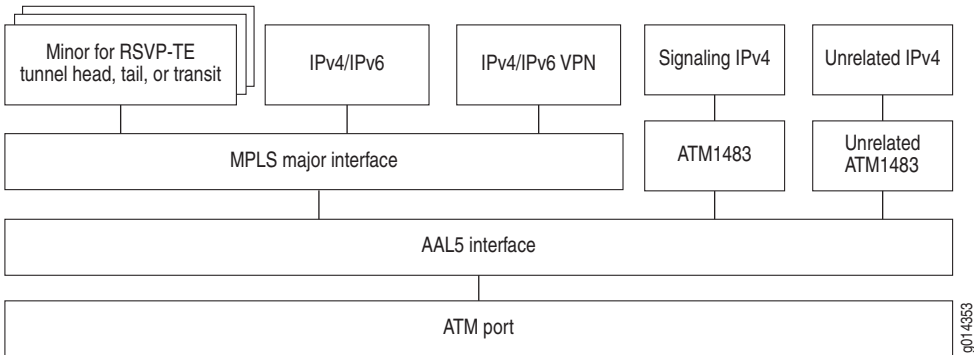 Minor for RSVP-TE
tunnel head, tail, or transit
IPv4/IPv6
IPv4/IPv6 VPN
Signaling IPv4
Unrelated IPv4
MPLS major interface
ATM1483
Unrelated
ATM1483
AAL5 interface
ATM port
g014353